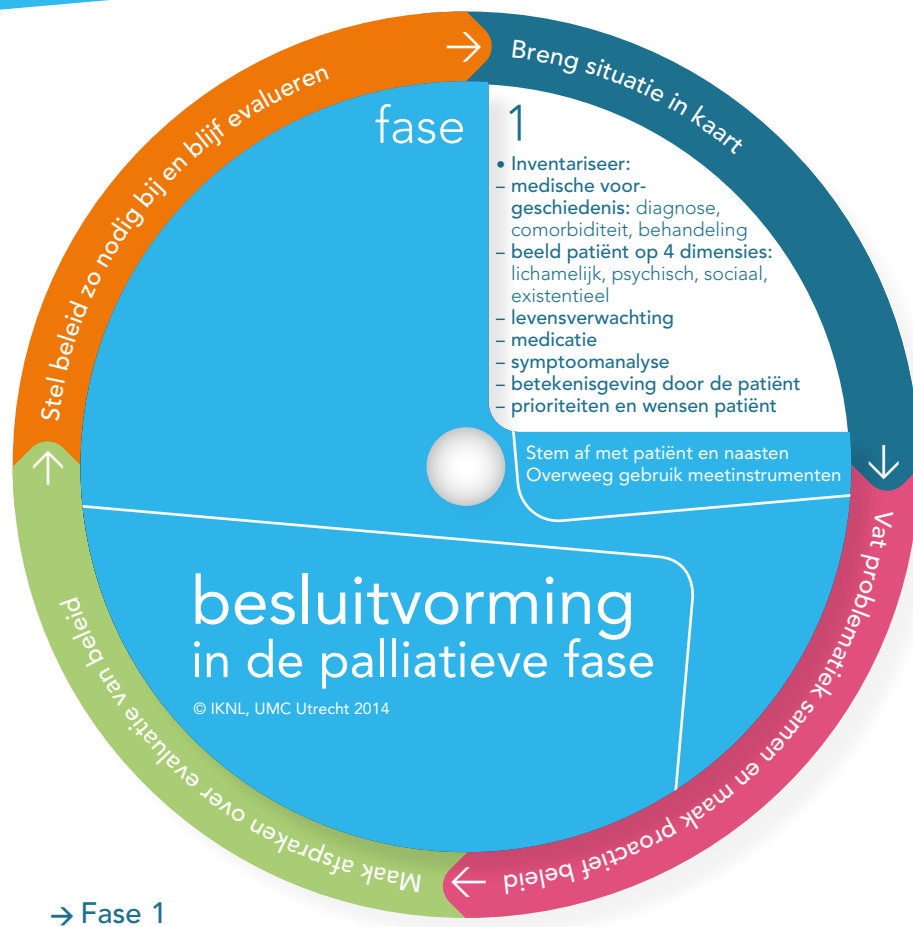 Breng situatie in kaart
Vat problematiek samen en maak proactief beleid
Maak afspraken over evaluatie van beleid
Stel beleid zo nodig bij en blijf evalueren
fase 1
• Inventariseer:
– medische voor-
geschiedenis: diagnose,
comorbiditeit, behandeling
– beeld patiënt op 4 dimensies:
lichamelijk, psychisch, sociaal,
existentieel
– levensverwachting
– medicatie
– symptoomanalyse
– betekenisgeving door de patiënt
– prioriteiten en wensen patiënt
Stem af met patiënt en naasten
Overweeg gebruik meetinstrumenten
besluitvorming
in de palliatieve fase
© IKNL, UMC Utrecht 2014
→ Fase 1